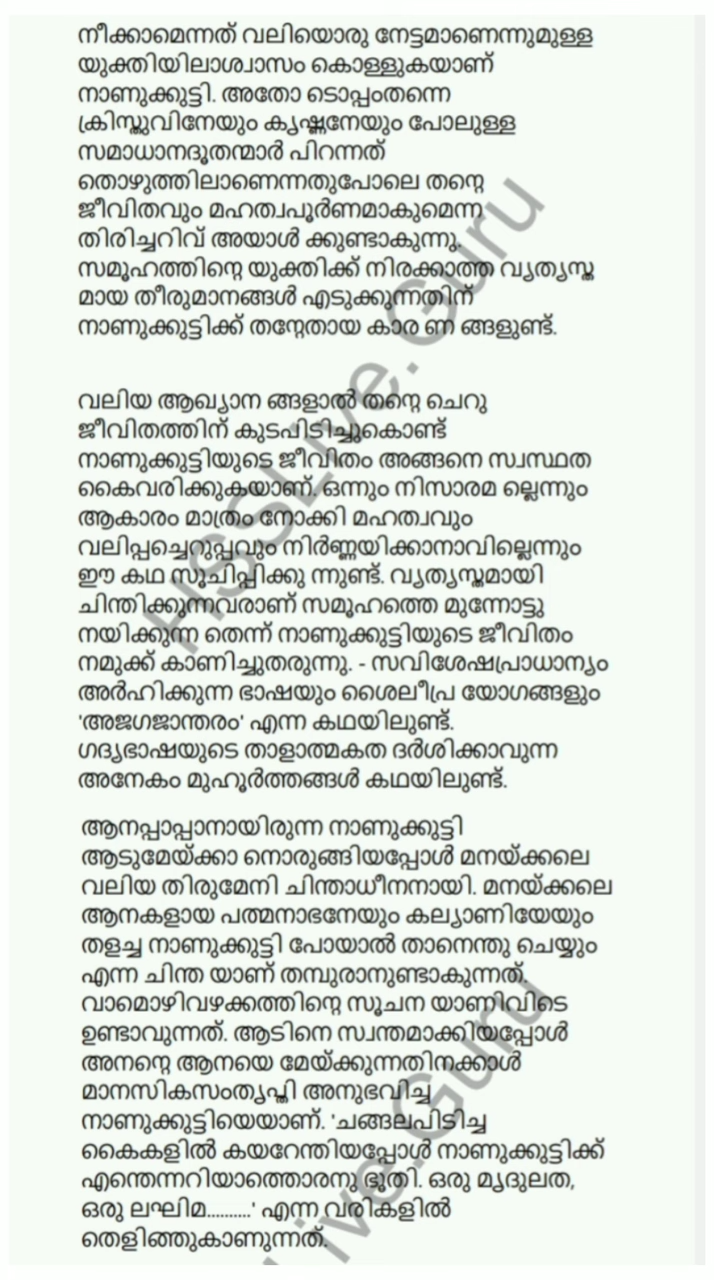 നീക്കാമെന്നത് വലിയൊരു നേട്ടമാണെന്നുമുള്ള
യുക്തിയിലാശ്വാസം കൊള്ളുകയാണ്
നാണുക്കുട്ടി. അതോ ടൊപ്പംതന്നെ
ക്രിസ്തുവിനേയും കൃഷ്ണനേയും പോലുള്ള
സമാധാനദൂതന്മാർ പിറന്നത്
തൊഴുത്തിലാണെന്നതുപോലെ തന്റെ
ജീവിതവും മഹത്വപൂർണമാകുമെന്ന
തിരിച്ചറിവ് അയാൾ ക്കുണ്ടാകുന്നു.
സമൂഹത്തിന്റെ യുക്തിക്ക് നിരക്കാത്ത വ്യത്യസ്ത
മായ തീരുമാനങ്ങൾ എടുക്കുന്നതിന്
നാണുക്കുട്ടിക്ക് തന്റേതായ കാര ണ ങ്ങളുണ്ട്.
വലിയ ആഖ്യാന ങ്ങളാൽ തന്റെ ചെറു
ജീവിതത്തിന് കുടപിടിച്ചുകൊണ്ട്
നാണുക്കുട്ടിയുടെ ജീവിതം അങ്ങനെ സ്വസ്ഥത
കൈവരിക്കുകയാണ്. ഒന്നും നിസാരമ ല്ലെന്നും
ആകാരം മാത്രം നോക്കി മഹത്വവും
വലിപ്പച്ചെറുപ്പവും നിർണ്ണയിക്കാനാവില്ലെന്നും
ഈ കഥ സൂചിപ്പിക്കു ന്നുണ്ട്. വ്യത്യസ്തമായി
ചിന്തിക്കുന്നവരാണ് സമൂഹത്തെ മുന്നോട്ടു
നയിക്കുന്ന തെന്ന് നാണുക്കുട്ടിയുടെ ജീവിതം
നമുക്ക് കാണിച്ചുതരുന്നു. - സവിശേഷപ്രാധാന്യം
അർഹിക്കുന്ന ഭാഷയും ശൈലീപ്ര യോഗങ്ങളും
'അജഗജാന്തരം' എന്ന കഥയിലുണ്ട്.
ഗദ്യഭാഷയുടെ താളാത്മകത ദർശിക്കാവുന്ന
അനേകം മുഹൂർത്തങ്ങൾ കഥയിലുണ്ട്.
ആനപ്പാപ്പാനായിരുന്ന നാണുക്കുട്ടി
ആടുമേയ്ക്കാ നൊരുങ്ങിയപ്പോൾ മനയ്ക്കലെ
വലിയ തിരുമേനി ചിന്താധീനനായി. മനയ്ക്കലെ
ആനകളായ പത്മനാഭനേയും കല്യാണിയേയും
തളച്ച നാണുക്കുട്ടി പോയാൽ താനെന്തു ചെയ്യും
എന്ന ചിന്ത യാണ് തമ്പുരാനുണ്ടാകുന്നത്.
വാമൊഴിവഴക്കത്തിന്റെ സൂചന യാണിവിടെ
ഉണ്ടാവുന്നത്. ആടിനെ സ്വന്തമാക്കിയപ്പോൾ
അനന്റെ ആനയെ മേയ്ക്കുന്നതിനക്കാൾ
മാനസികസംതൃപ്തി അനുഭവിച്ച
നാണുക്കുട്ടിയെയാണ്. 'ചങ്ങലപിടിച്ച
കൈകളിൽ കയറേന്തിയപ്പോൾ നാണുക്കുട്ടിക്ക്
എന്തെന്നറിയാത്തൊരനു ഭൂതി. ഒരു മൃദുലത,
ഒരു ലഘിമ..........' എന്ന വരികളിൽ
തെളിഞ്ഞുകാണുന്നത്.
HSSLive.Guru
Live.Guru